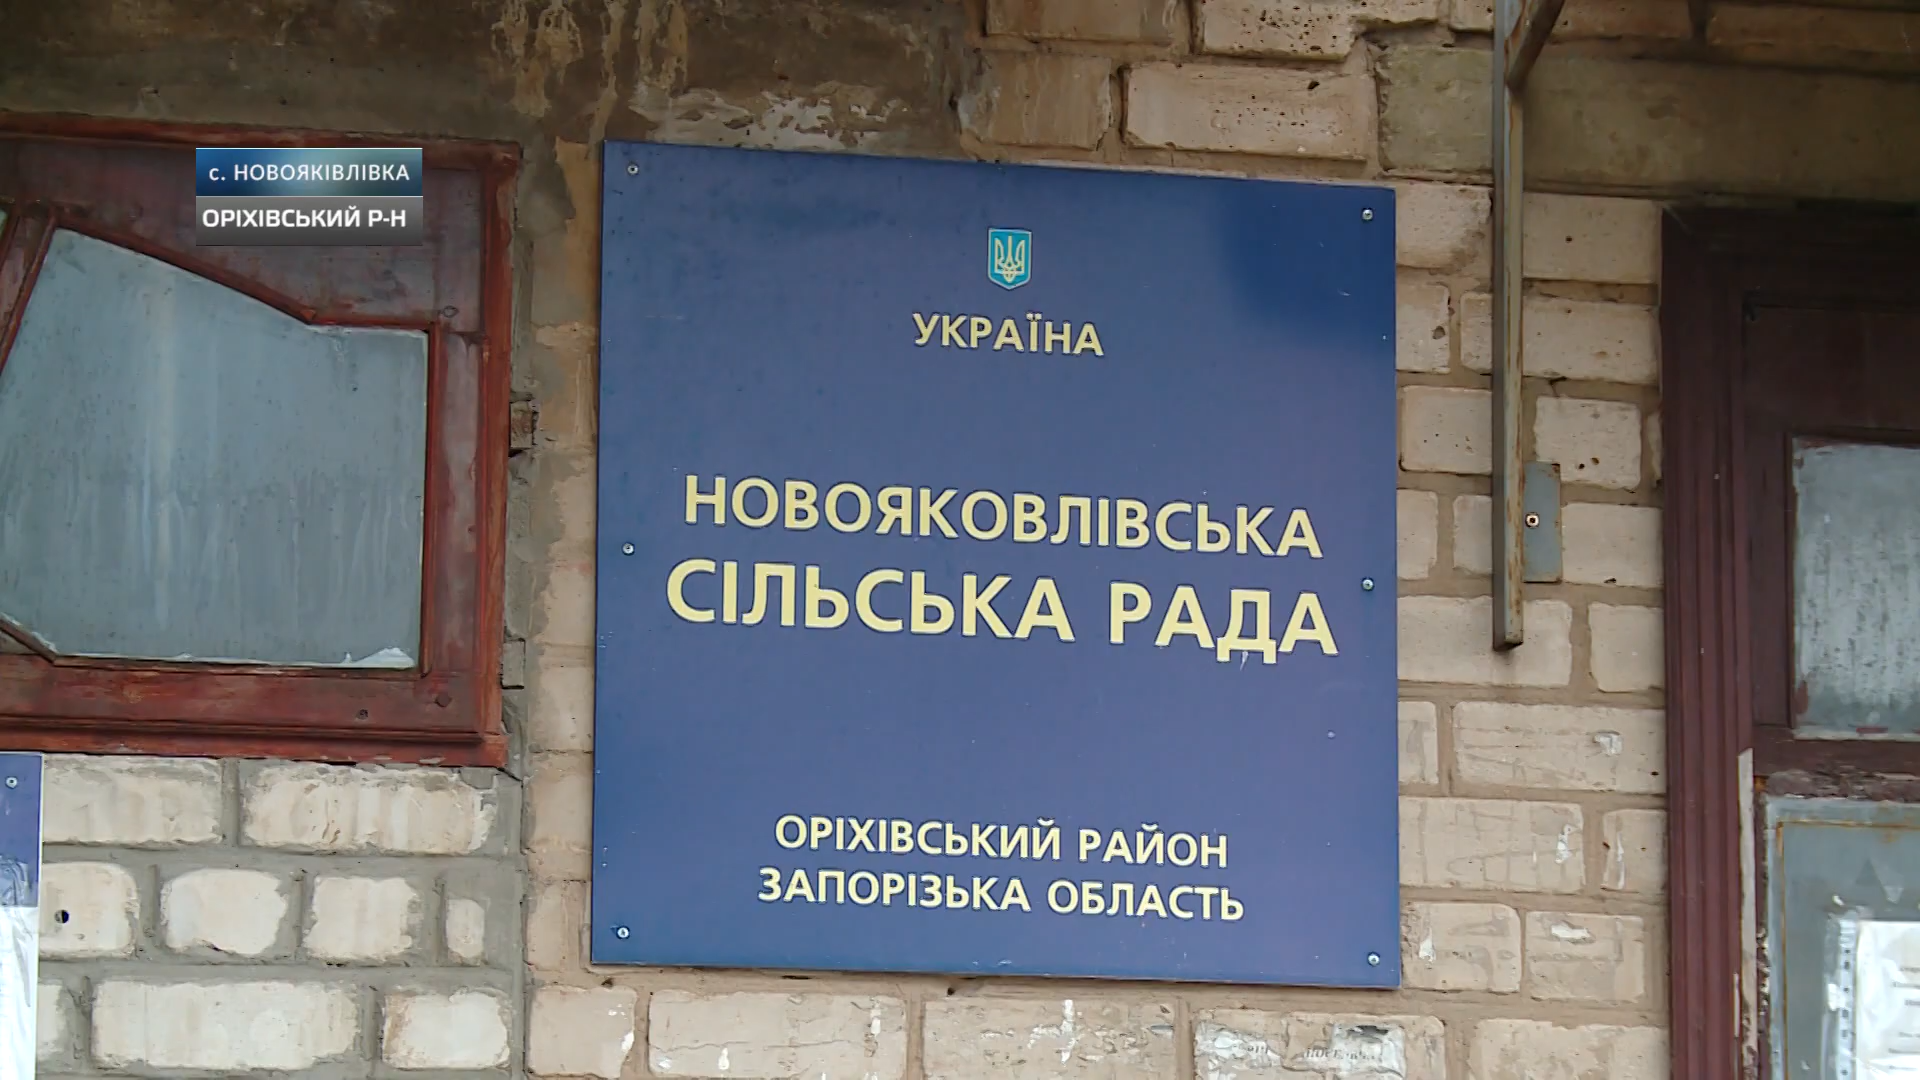 с. НОВОЯКІВЛІВКА
ОРІХІВСЬКИЙ Р-Н
УКРАЇНА
НОВОЯКОВЛІВСЬКА
СІЛЬСЬКА РАДА
ОРІХІВСЬКИЙ РАЙОН
ЗАПОРІЗЬКА ОБЛАСТЬ